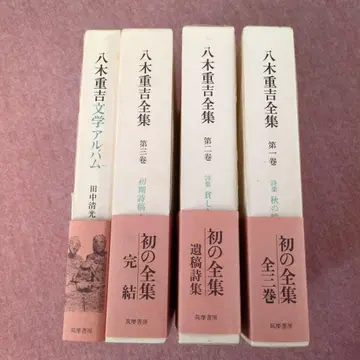 八木重吉文学アルバム
田中清光
八木重吉全集
第三巻
初期詩稿
初の全集
完結
筑摩書房
八木重吉全集
第二巻
詩集 貧し
初の全集
遺稿詩集
筑摩書房
八木重吉全集
第一巻
詩集 秋の
初の全集
全三巻
筑摩書房